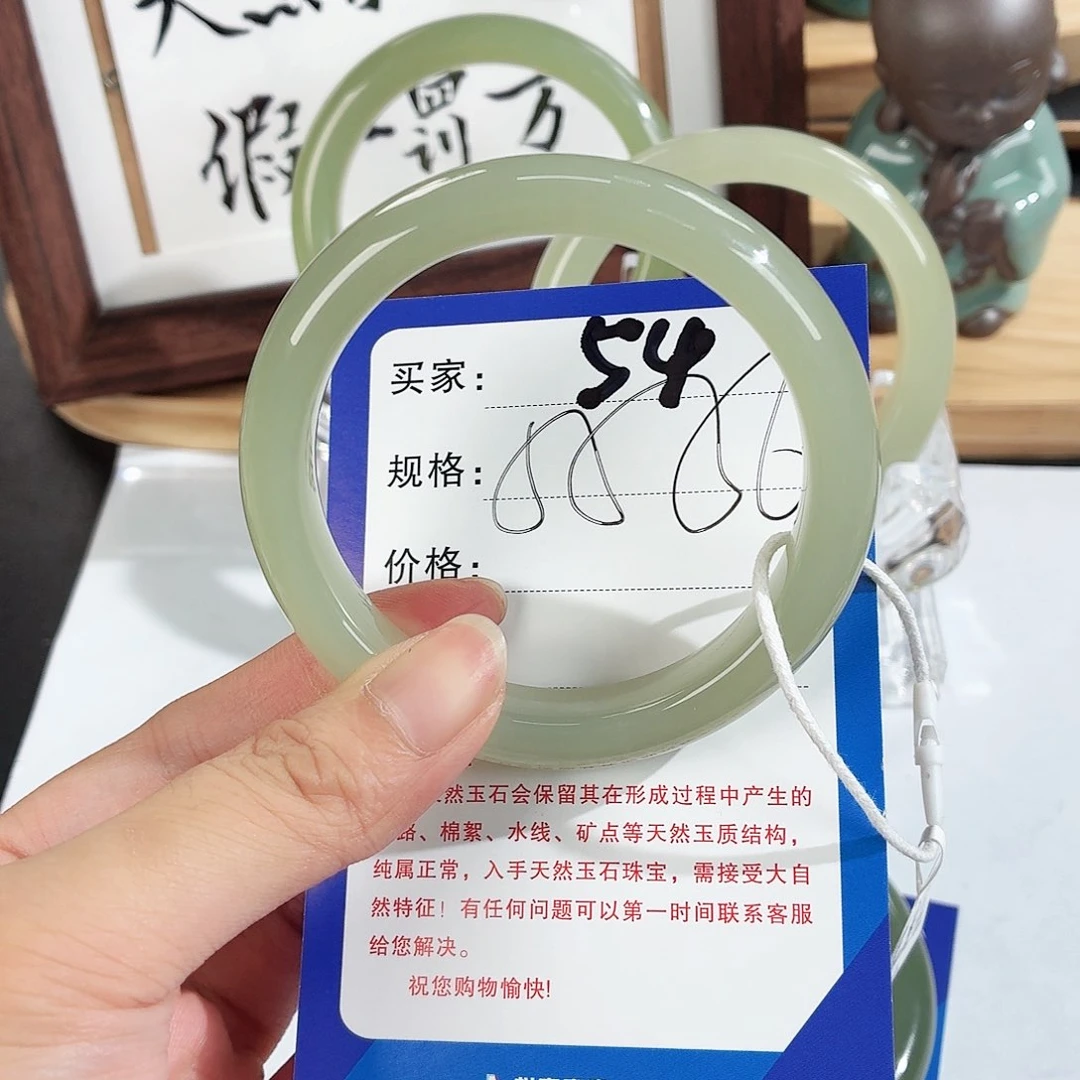 假一罚万
买家：54
规格：
价格：
然玉石会保留其在形成过程中产生的
路、棉絮、水线、矿点等天然玉质结构，
纯属正常，入手天然玉石珠宝，需接受大自
然特征！有任何问题可以第一时间联系客服
给您解决。
祝您购物愉快!